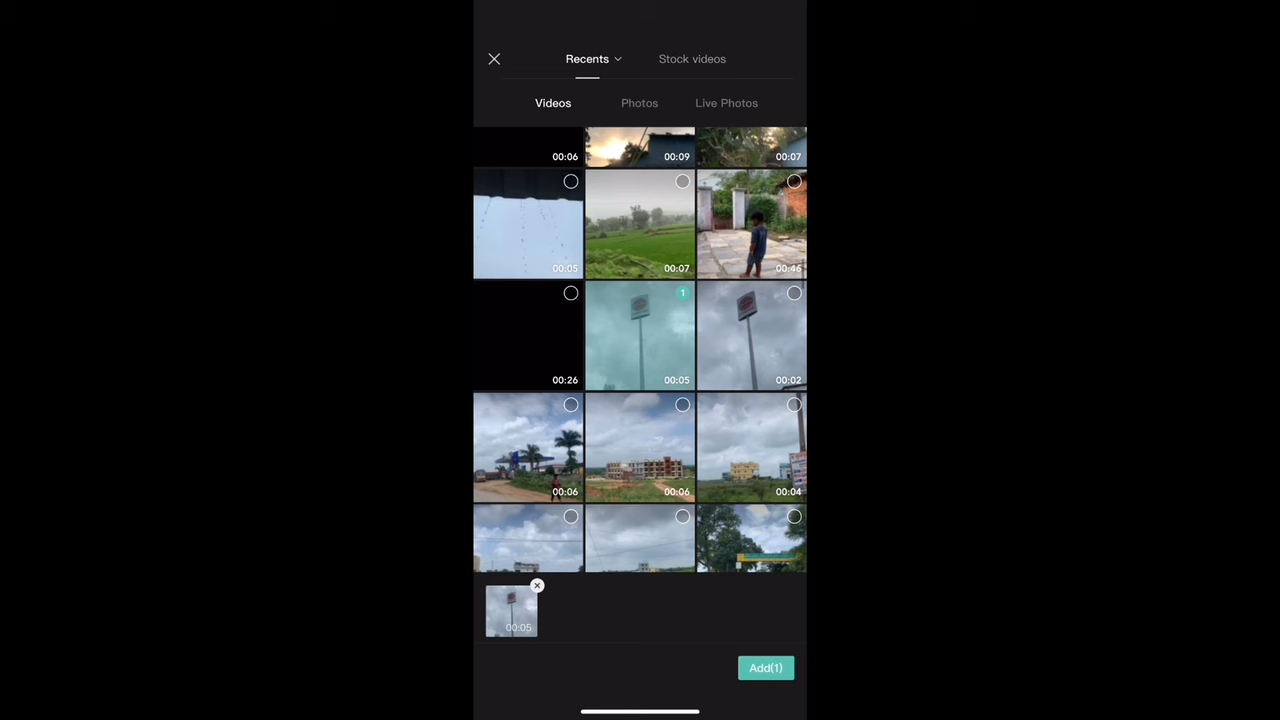 Recents
Stock videos
Videos
Photos
Live Photos
00:06
00:09
00:07
00:05
00:07
00:46
00:26
1
00:05
00:02
00:06
00:06
00:04
00:05
Add(1)